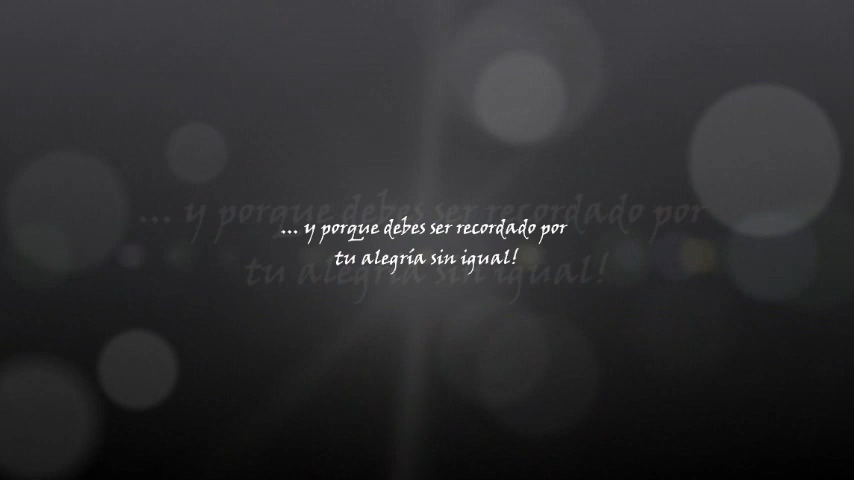 ... y porque debes ser recordado por
tu alegría sin igual!